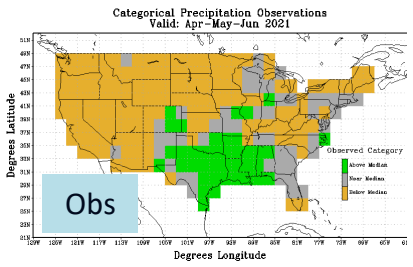 Categorical Precipitation Observations
Valid: Apr-May-Jun 2021
Degrees Latitude
51N
49N
47N
45N
43N
41N
39N
37N
35N
33N
31N
29N
27N
25N
23N
21N
Observed Category
Above Median
Near Median
Below Median
Obs
129W 125W 121W 117W 113W 109W 105W 101W 97W 93W 89W 85W 81W 77W 73W 69W 65W
Degrees Longitude